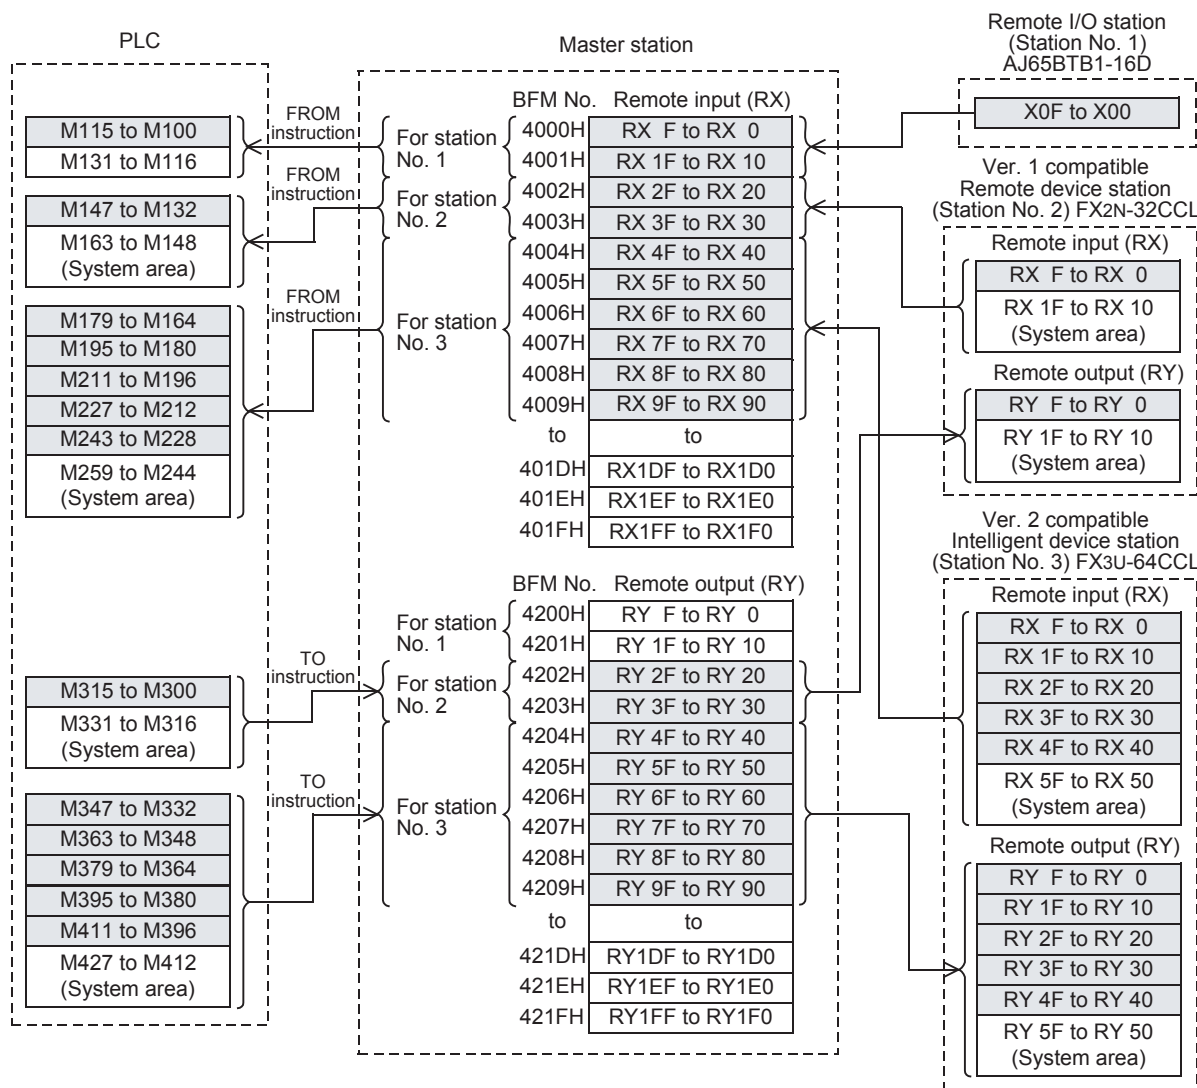 PLC
FROM
instruction
M115 to M100
M131 to M116
FROM
instruction
M147 to M132
M163 to M148
(System area)
FROM
instruction
M179 to M164
M195 to M180
M211 to M196
M227 to M212
M243 to M228
M259 to M244
(System area)
TO
instruction
M315 to M300
M331 to M316
(System area)
TO
instruction
M347 to M332
M363 to M348
M379 to M364
M395 to M380
M411 to M396
M427 to M412
(System area)
Master station
BFM No. Remote input (RX)
For station
No. 1
4000H RX F to RX 0
4001H RX 1F to RX 10
For station
No. 2
4002H RX 2F to RX 20
4003H RX 3F to RX 30
For station
No. 3
4004H RX 4F to RX 40
4005H RX 5F to RX 50
4006H RX 6F to RX 60
4007H RX 7F to RX 70
4008H RX 8F to RX 80
4009H RX 9F to RX 90
to to
401DH RX1DF to RX1D0
401EH RX1EF to RX1E0
401FH RX1FF to RX1F0
BFM No. Remote output (RY)
For station
No. 1
4200H RY F to RY 0
4201H RY 1F to RY 10
For station
No. 2
4202H RY 2F to RY 20
4203H RY 3F to RY 30
For station
No. 3
4204H RY 4F to RY 40
4205H RY 5F to RY 50
4206H RY 6F to RY 60
4207H RY 7F to RY 70
4208H RY 8F to RY 80
4209H RY 9F to RY 90
to to
421DH RY1DF to RY1D0
421EH RY1EF to RY1E0
421FH RY1FF to RY1F0
Remote I/O station
(Station No. 1)
AJ65BTB1-16D
X0F to X00
Ver. 1 compatible
Remote device station
(Station No. 2) FX2N-32CCL
Remote input (RX)
RX F to RX 0
RX 1F to RX 10
(System area)
Remote output (RY)
RY F to RY 0
RY 1F to RY 10
(System area)
Ver. 2 compatible
Intelligent device station
(Station No. 3) FX3U-64CCL
Remote input (RX)
RX F to RX 0
RX 1F to RX 10
RX 2F to RX 20
RX 3F to RX 30
RX 4F to RX 40
RX 5F to RX 50
(System area)
Remote output (RY)
RY F to RY 0
RY 1F to RY 10
RY 2F to RY 20
RY 3F to RY 30
RY 4F to RY 40
RY 5F to RY 50
(System area)